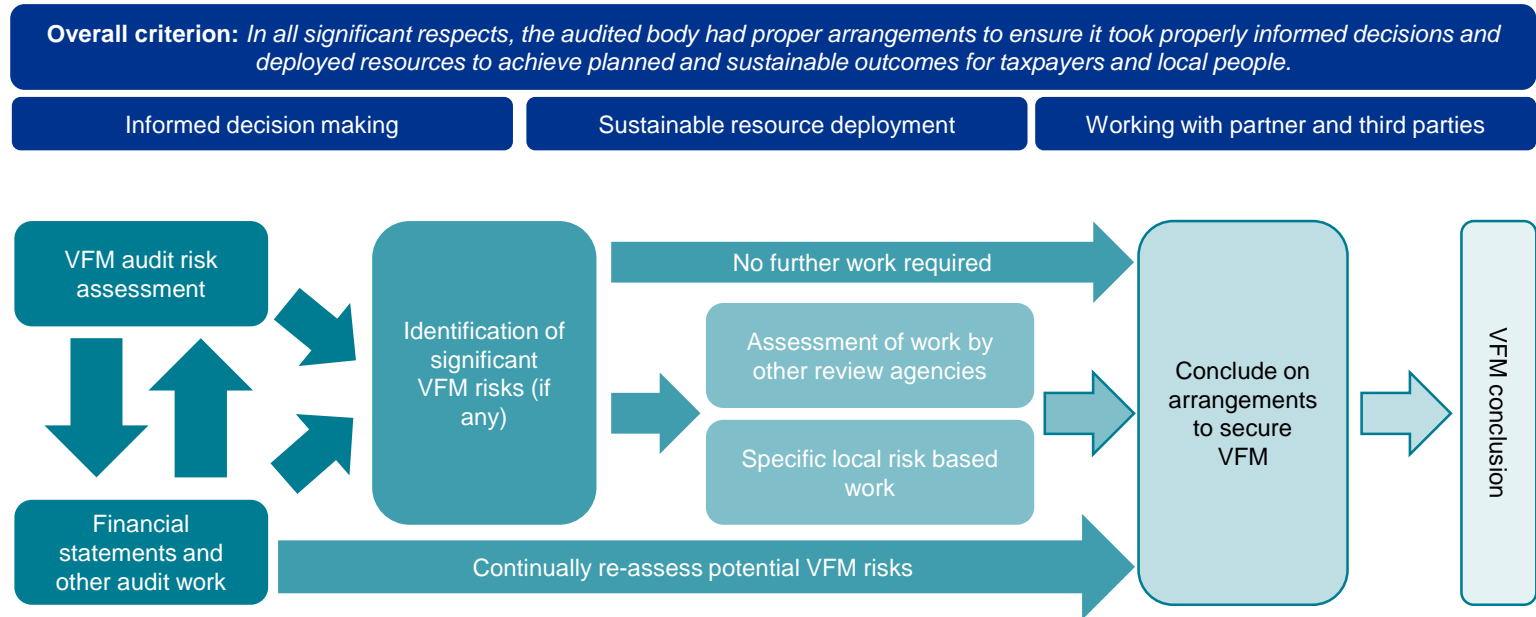 Overall criterion: In all significant respects, the audited body had proper arrangements to ensure it took properly informed decisions and
deployed resources to achieve planned and sustainable outcomes for taxpayers and local people.
Informed decision making
Sustainable resource deployment
Working with partner and third parties
VFM audit risk
assessment
Financial
statements and
other audit work
Identification of
significant
VFM risks (if
any)
No further work required
Assessment of work by
other review agencies
Specific local risk based
work
Continually re-assess potential VFM risks
Conclude on
arrangements
to secure
VFM
VFM conclusion